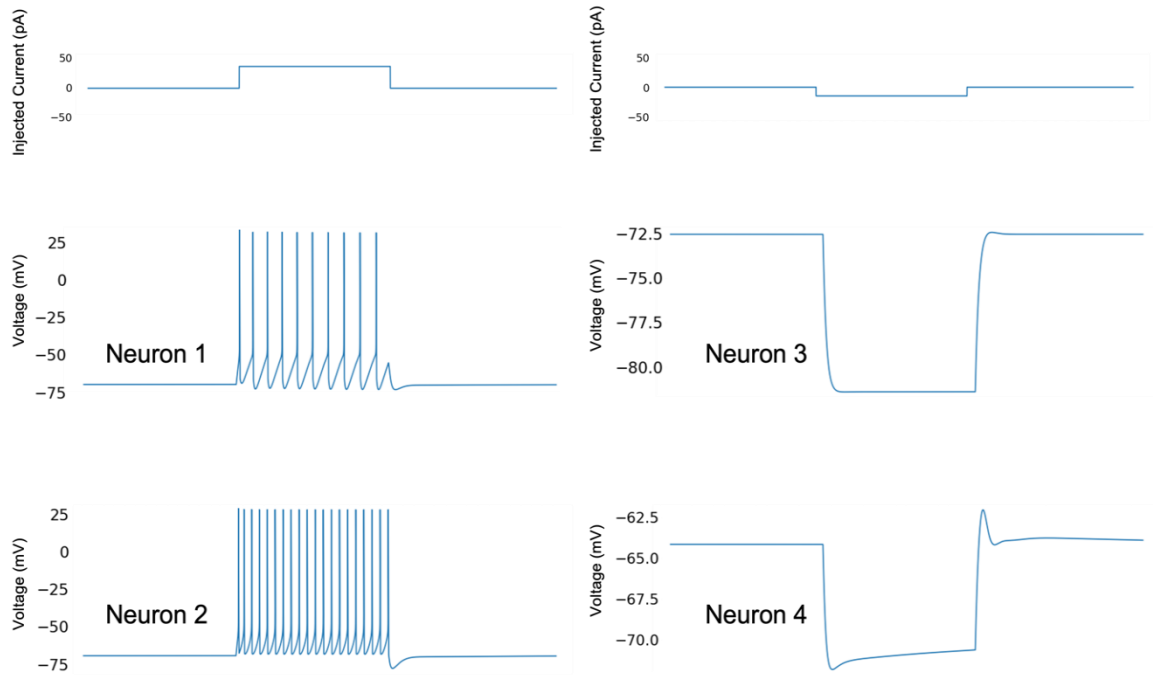 Injected Current (pA)
50
0
−50
Injected Current (pA)
50
0
−50
Voltage (mV)
25
0
−25
−50
−75
Neuron 1
Voltage (mV)
−72.5
−75.0
−77.5
−80.0
Neuron 3
Voltage (mV)
25
0
−25
−50
−75
Neuron 2
Voltage (mV)
−62.5
−65.0
−67.5
−70.0
Neuron 4